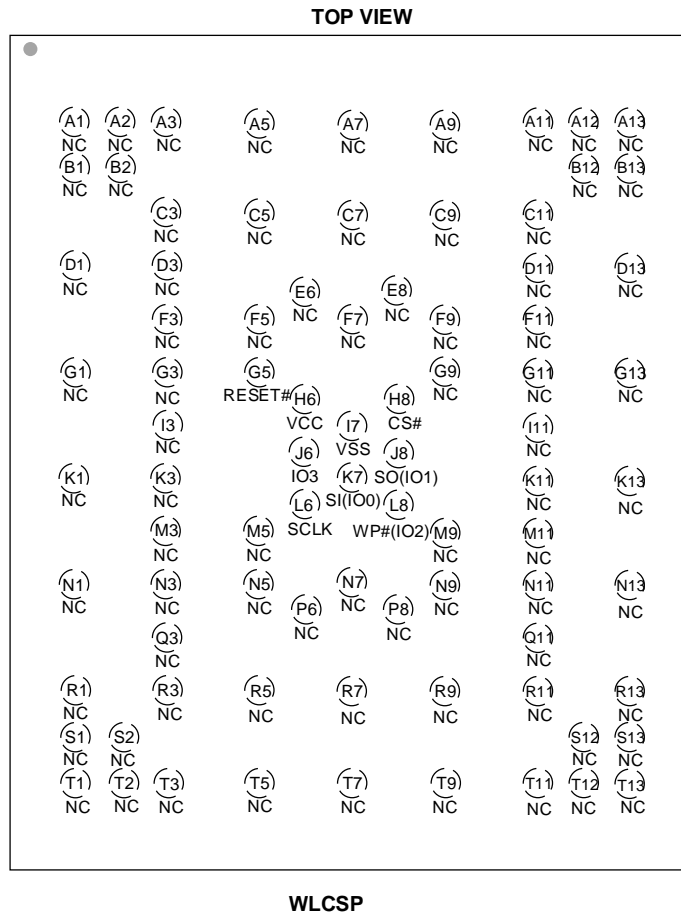 TOP VIEW
A1 A2 A3 A5 A7 A9 A11 A12 A13
NC NC NC NC NC NC NC NC NC
B1 B2 B12 B13
NC NC NC NC
C3 C5 C7 C9 C11
NC NC NC NC NC
D1 D3 D11 D13
NC NC NC NC
E6 E8
NC NC
F3 F5 F7 F9 F11
NC NC NC NC NC
G1 G3 G5 G9 G11 G13
NC NC RESET# NC NC NC
H6 H8
VCC CS#
I3 I7 I11
NC VSS NC
J6 J8
IO3 SO(IO1)
K1 K3 K7 K11 K13
NC NC SI(IO0) NC NC
L6 L8
SCLK WP#(IO2)
M3 M5 M9 M11
NC NC NC NC
N1 N3 N5 N7 N9 N11 N13
NC NC NC NC NC NC NC
P6 P8
NC NC
Q3 Q11
NC NC
R1 R3 R5 R7 R9 R11 R13
NC NC NC NC NC NC NC
S1 S2 S12 S13
NC NC NC NC
T1 T2 T3 T5 T7 T9 T11 T12 T13
NC NC NC NC NC NC NC NC NC
WLCSP